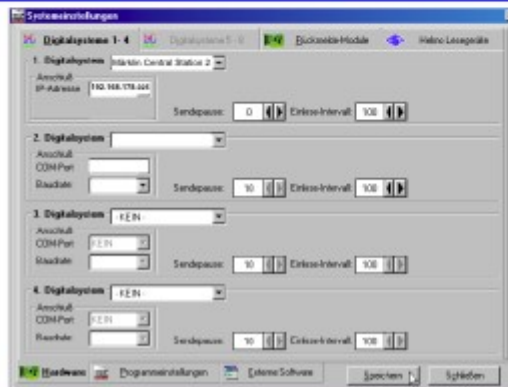 Systemeinstellungen
Digitalsysteme 1 - 4 Digitalsysteme 5 - 8 Rückmelde-Module Helmo Lesegeräte
1. Digitalsystem Märklin Central Station 2
Anschluß
IP-Adresse 192.168.178.
Sendepause: 0 Einlese-Intervall: 100
2. Digitalsystem
Anschluß
COM-Port
Baudrate
Sendepause: 10 Einlese-Intervall: 100
3. Digitalsystem -KEIN-
Anschluß
COM-Port KEIN
Baudrate
Sendepause: 10 Einlese-Intervall: 100
4. Digitalsystem -KEIN-
Anschluß
COM-Port KEIN
Baudrate
Sendepause: 10 Einlese-Intervall: 100
Hardware Programmeinstellungen Externe Software Speichern Schließen